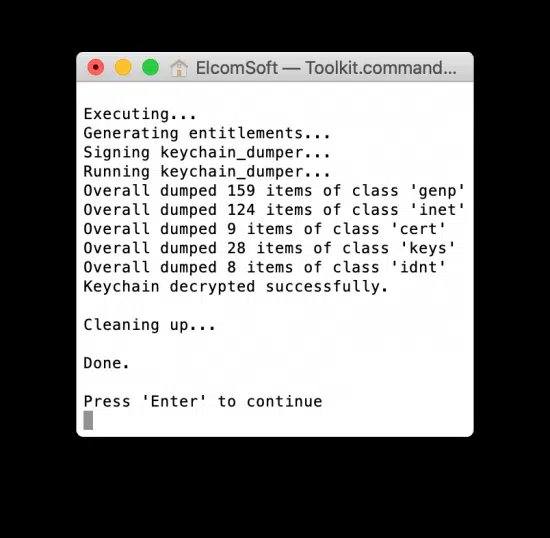 ElcomSoft — Toolkit.command...
Executing...
Generating entitlements...
Signing keychain_dumper...
Running keychain_dumper...
Overall dumped 159 items of class 'genp'
Overall dumped 124 items of class 'inet'
Overall dumped 9 items of class 'cert'
Overall dumped 28 items of class 'keys'
Overall dumped 8 items of class 'idnt'
Keychain decrypted successfully.
Cleaning up...
Done.
Press 'Enter' to continue